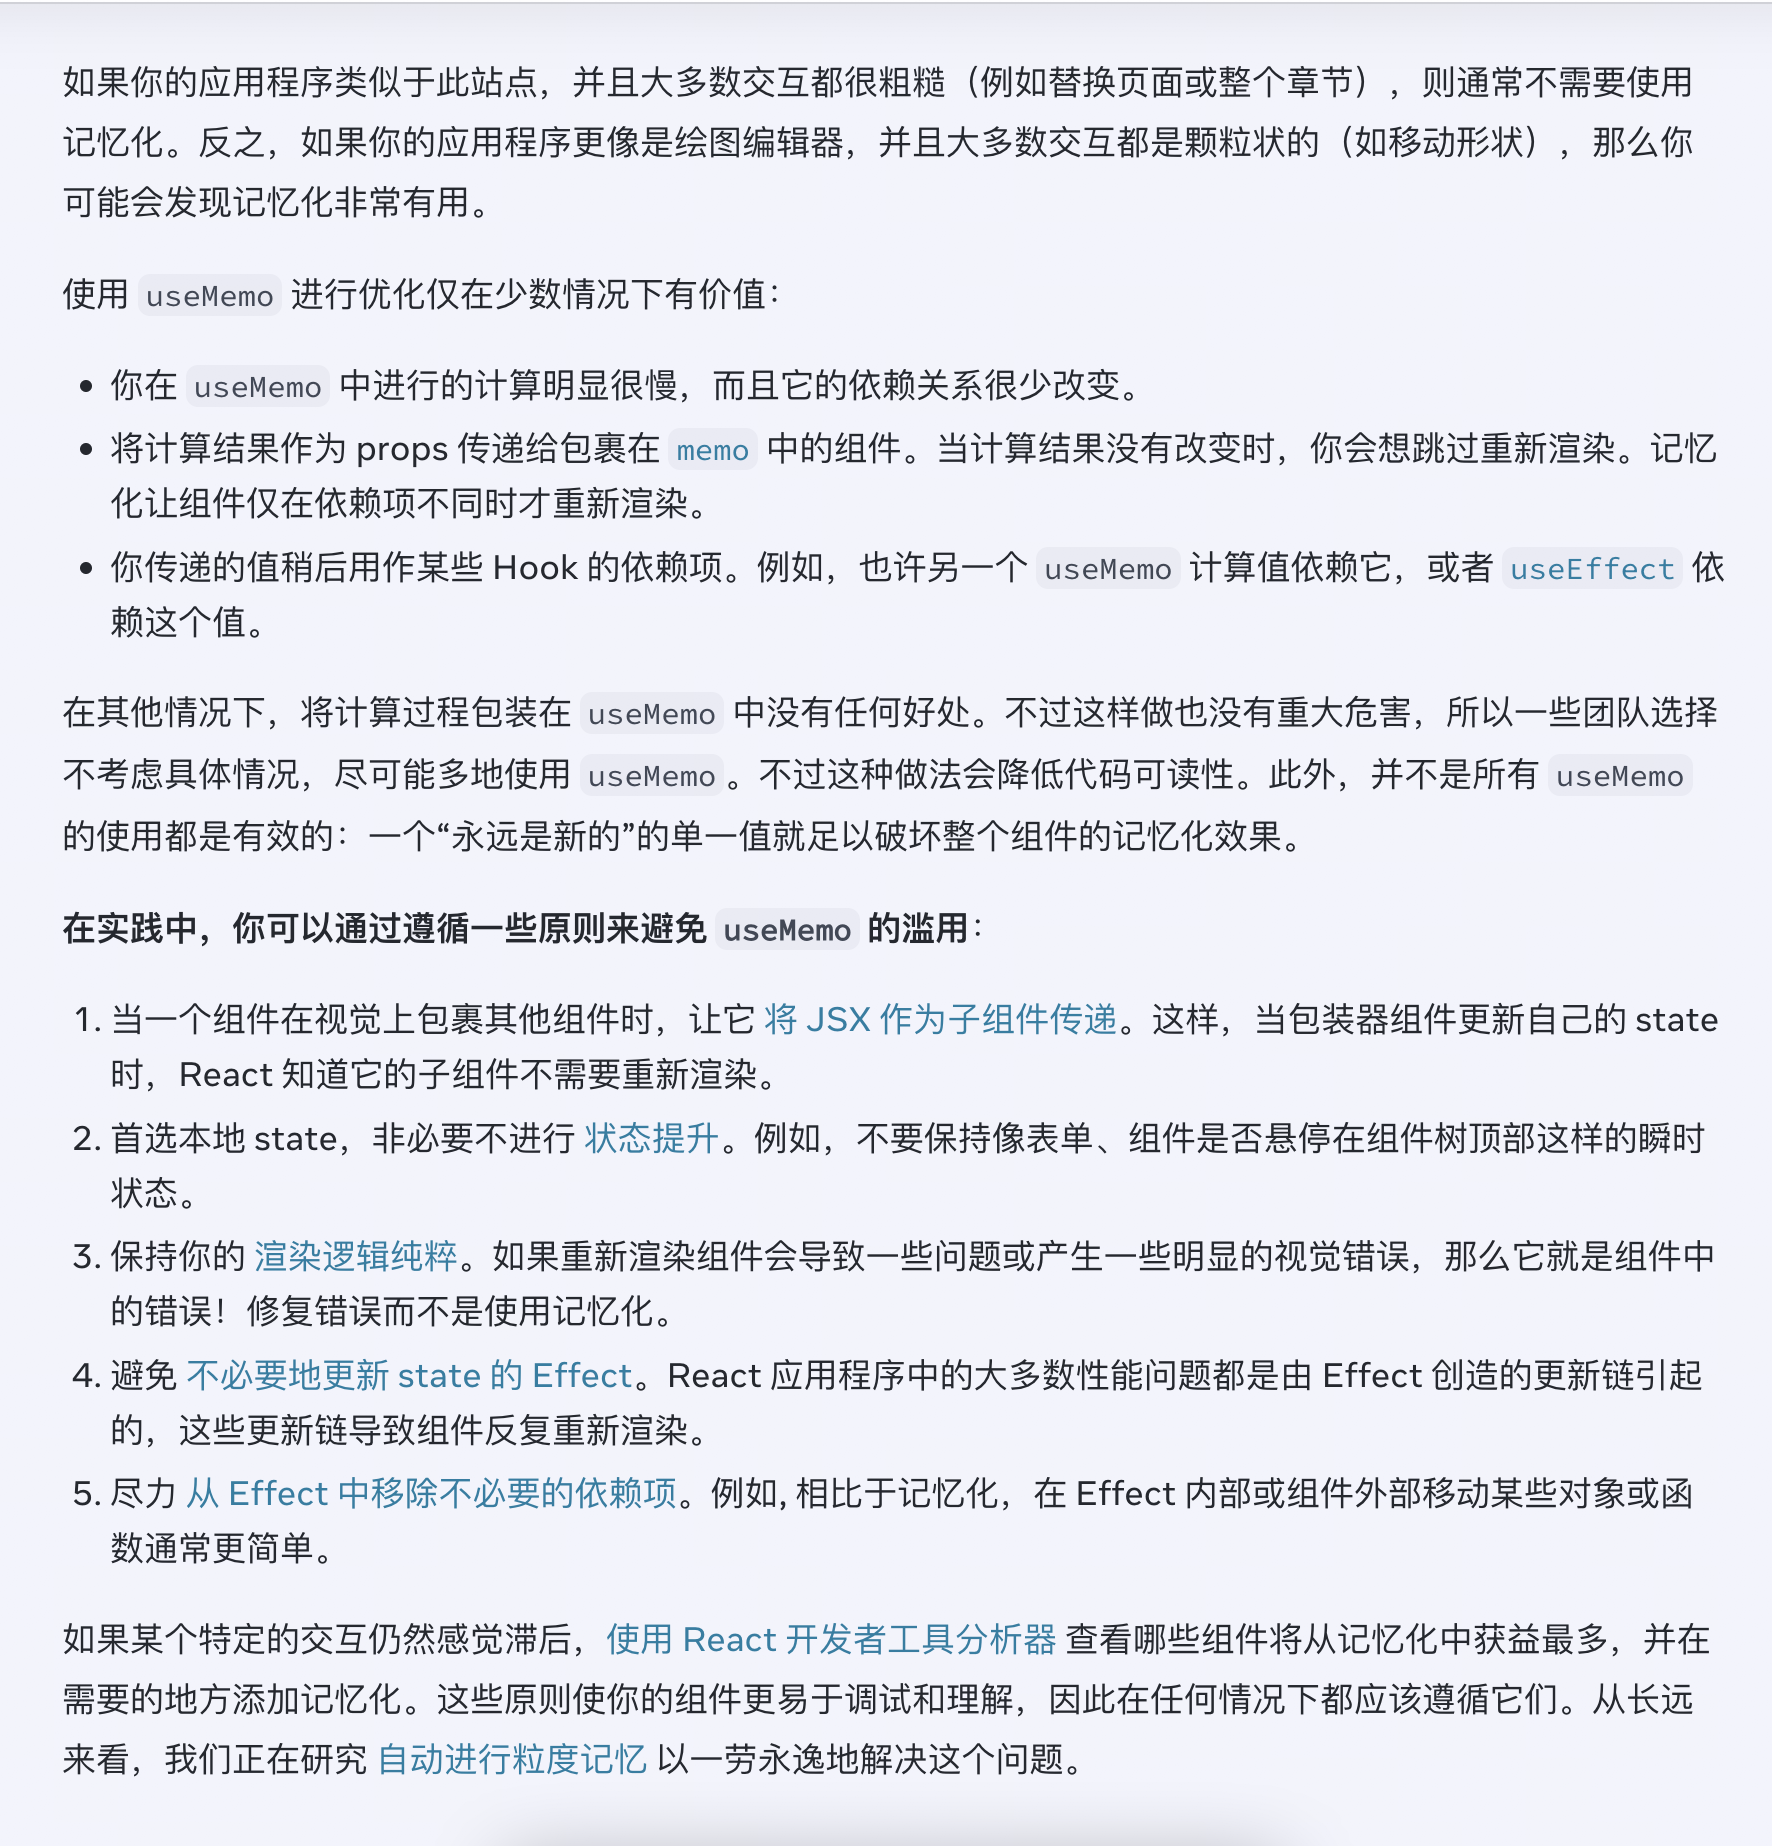 如果你的应用程序类似于此站点，并且大多数交互都很粗糙（例如替换页面或整个章节），则通常不需要使用
记忆化。反之，如果你的应用程序更像是绘图编辑器，并且大多数交互都是颗粒状的（如移动形状），那么你
可能会发现记忆化非常有用。
使用 useMemo 进行优化仅在少数情况下有价值：
• 你在 useMemo 中进行的计算明显很慢，而且它的依赖关系很少改变。
• 将计算结果作为 props 传递给包裹在 memo 中的组件。当计算结果没有改变时，你会想跳过重新渲染。记忆
化让组件仅在依赖项不同时才重新渲染。
• 你传递的值稍后用作某些 Hook 的依赖项。例如，也许另一个 useMemo 计算值依赖它，或者 useEffect 依
赖这个值。
在其他情况下，将计算过程包装在 useMemo 中没有任何好处。不过这样做也没有重大危害，所以一些团队选择
不考虑具体情况，尽可能多地使用 useMemo。不过这种做法会降低代码可读性。此外，并不是所有 useMemo
的使用都是有效的：一个“永远是新的”的单一值就足以破坏整个组件的记忆化效果。
在实践中，你可以通过遵循一些原则来避免 useMemo 的滥用：
1. 当一个组件在视觉上包裹其他组件时，让它 将 JSX 作为子组件传递。这样，当包装器组件更新自己的 state
时，React 知道它的子组件不需要重新渲染。
2. 首选本地 state，非必要不进行 状态提升。例如，不要保持像表单、组件是否悬停在组件树顶部这样的瞬时
状态。
3. 保持你的 渲染逻辑纯粹。如果重新渲染组件会导致一些问题或产生一些明显的视觉错误，那么它就是组件中
的错误！修复错误而不是使用记忆化。
4. 避免 不必要地更新 state 的 Effect。React 应用程序中的大多数性能问题都是由 Effect 创造的更新链引起
的，这些更新链导致组件反复重新渲染。
5. 尽力 从 Effect 中移除不必要的依赖项。例如, 相比于记忆化，在 Effect 内部或组件外部移动某些对象或函
数通常更简单。
如果某个特定的交互仍然感觉滞后，使用 React 开发者工具分析器 查看哪些组件将从记忆化中获益最多，并在
需要的地方添加记忆化。这些原则使你的组件更易于调试和理解，因此在任何情况下都应该遵循它们。从长远
来看，我们正在研究 自动进行粒度记忆 以一劳永逸地解决这个问题。